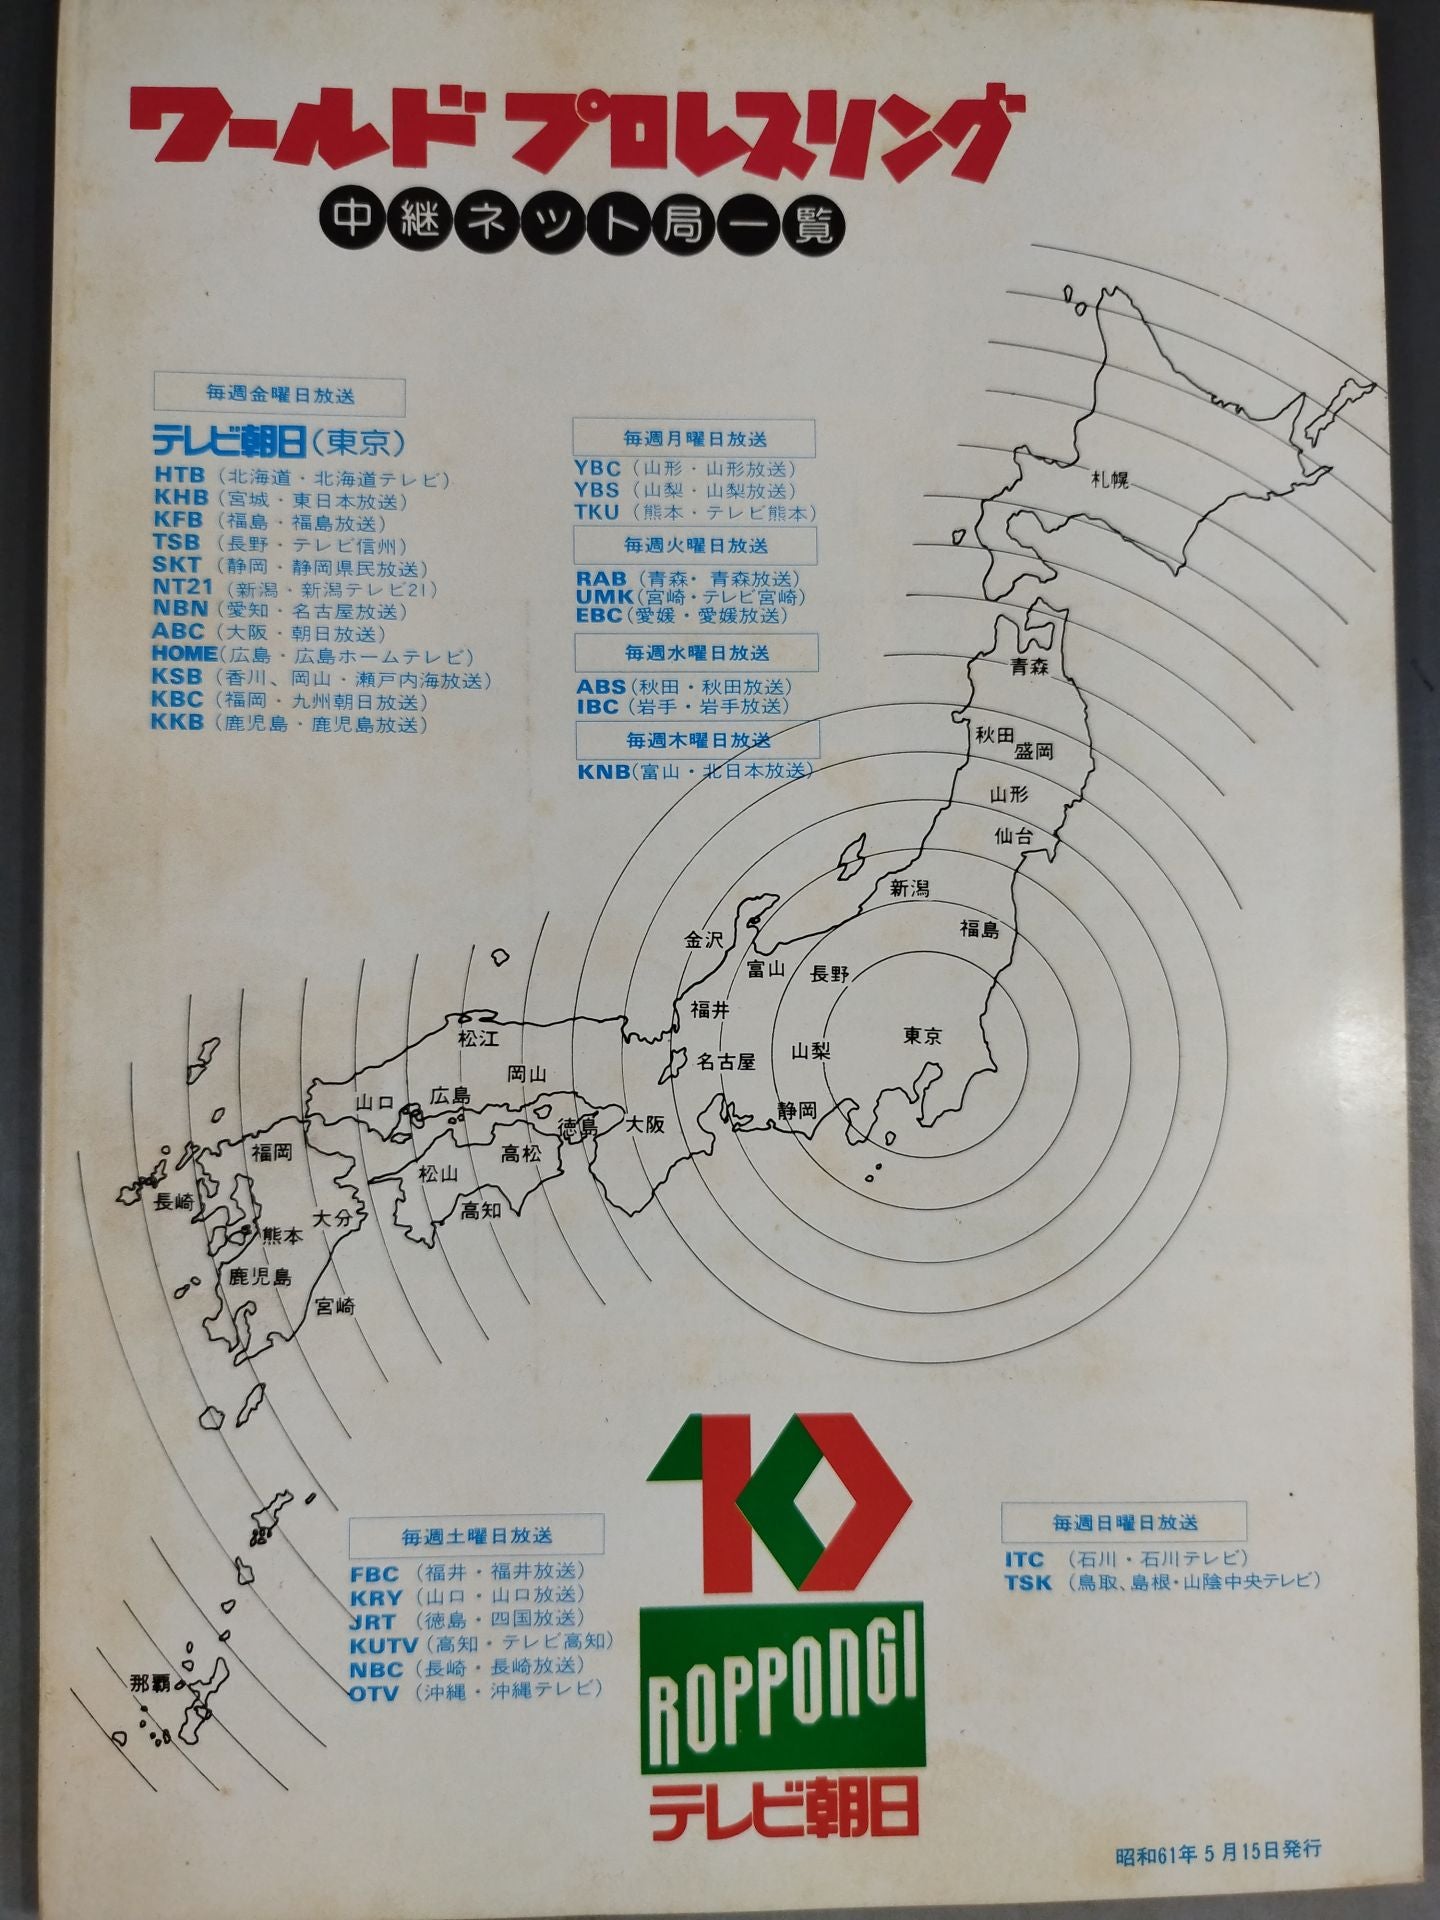 ワールドプロレスリング
中継ネット局一覧
毎週金曜日放送
テレビ朝日(東京)
HTB (北海道・北海道テレビ)
KHB (宮城・東日本放送)
KFB (福島・福島放送)
TSB (長野・テレビ信州)
SKT (静岡・静岡県民放送)
NT21 (新潟・新潟テレビ21)
NBN (愛知・名古屋放送)
ABC (大阪・朝日放送)
HOME(広島・広島ホームテレビ)
KSB (香川、岡山・瀬戸内海放送)
KBC (福岡・九州朝日放送)
KKB (鹿児島・鹿児島放送)
毎週月曜日放送
YBC (山形・山形放送)
YBS (山梨・山梨放送)
TKU (熊本・テレビ熊本)
毎週火曜日放送
RAB (青森・青森放送)
UMK(宮崎・テレビ宮崎)
EBC(愛媛・愛媛放送)
毎週水曜日放送
ABS(秋田・秋田放送)
IBC(岩手・岩手放送)
毎週木曜日放送
KNB(富山・北日本放送)
札幌
青森
秋田
盛岡
山形
仙台
新潟
福島
金沢
富山
長野
福井
東京
名古屋
山梨
松江
岡山
山口
広島
静岡
徳島
大阪
福岡
高松
松山
長崎
大分
高知
熊本
鹿児島
宮崎
那覇
毎週土曜日放送
FBC (福井・福井放送)
KRY (山口・山口放送)
JRT (徳島・四国放送)
KUTV(高知・テレビ高知)
NBC (長崎・長崎放送)
OTV (沖縄・沖縄テレビ)
10
ROPPONGI
テレビ朝日
毎週日曜日放送
ITC (石川・石川テレビ)
TSK (鳥取、島根・山陰中央テレビ)
昭和61年5月15日発行